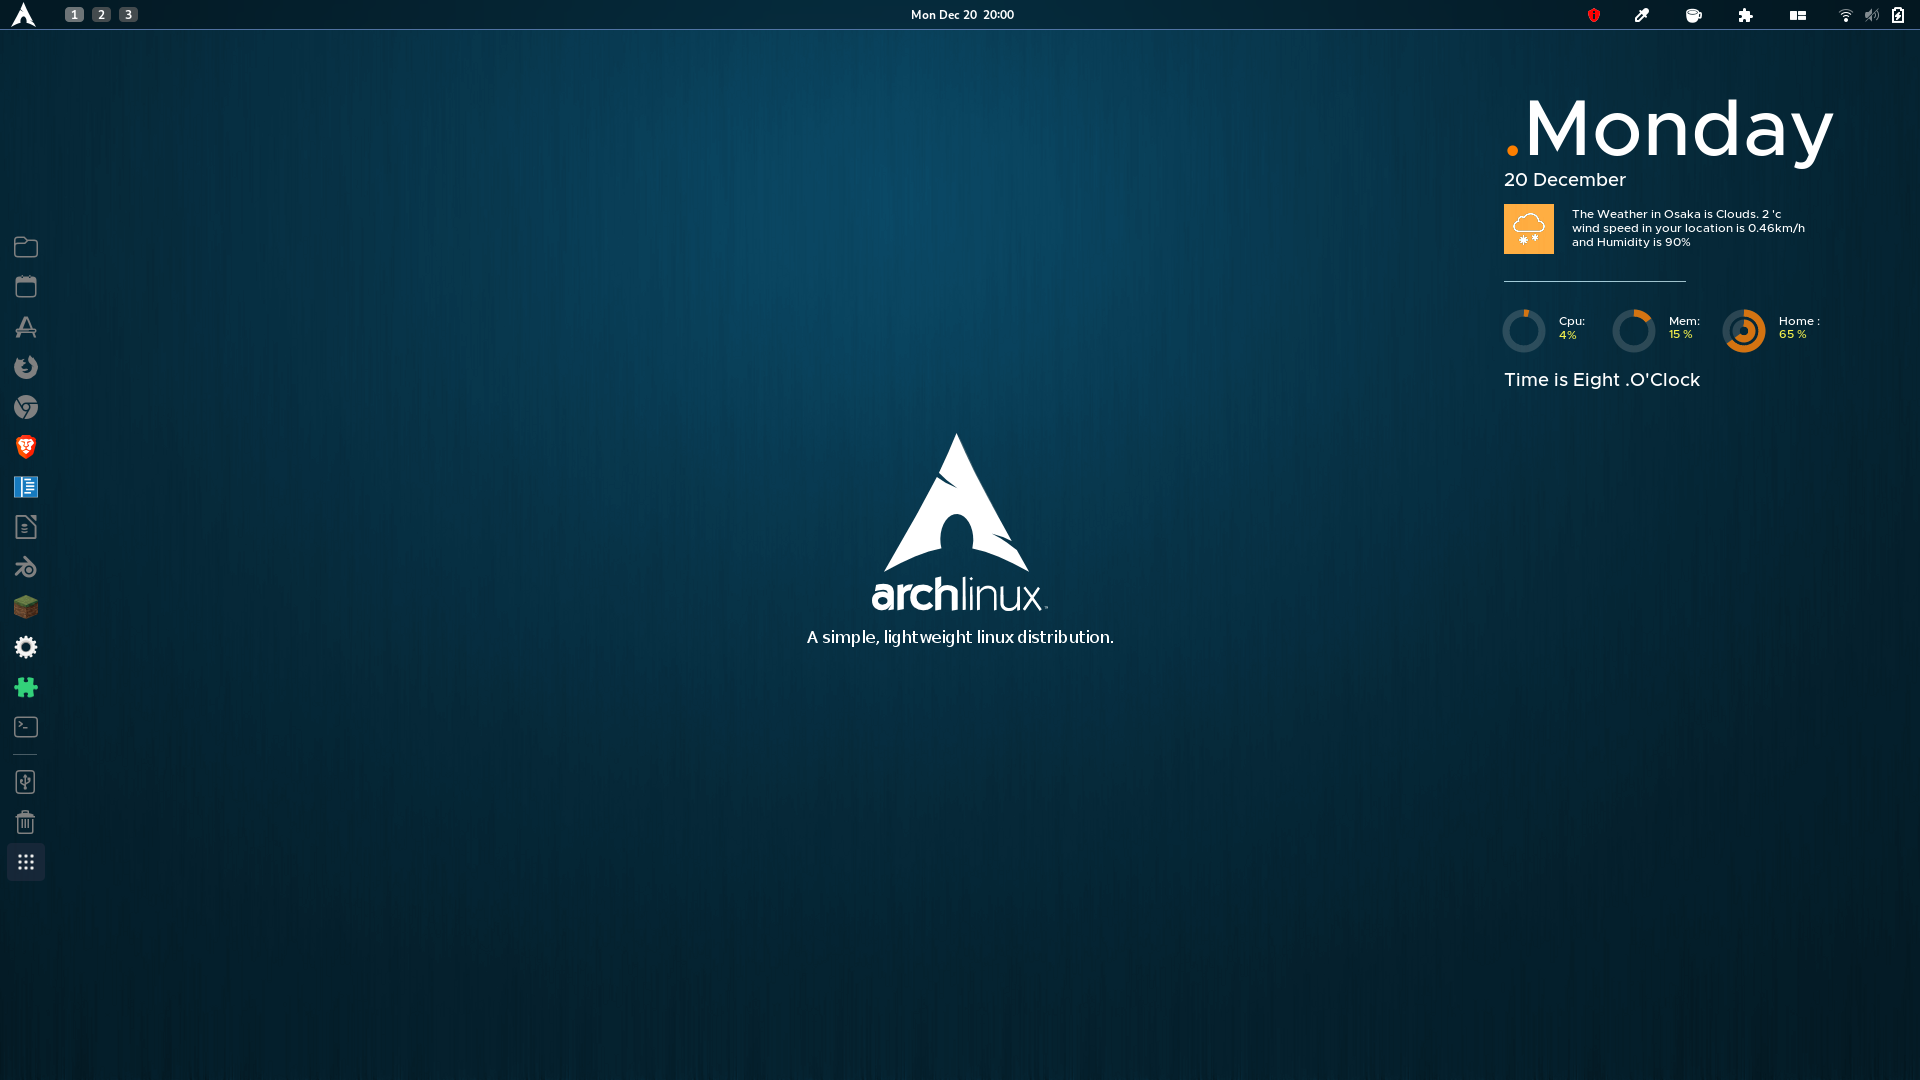 1 2 3
Mon Dec 20 20:00
.Monday
20 December
The Weather in Osaka is Clouds. 2 'c
wind speed in your location is 0.46km/h
and Humidity is 90%
Cpu:
4%
Mem:
15 %
Home :
65 %
Time is Eight .O'Clock
archlinux
A simple, lightweight linux distribution.